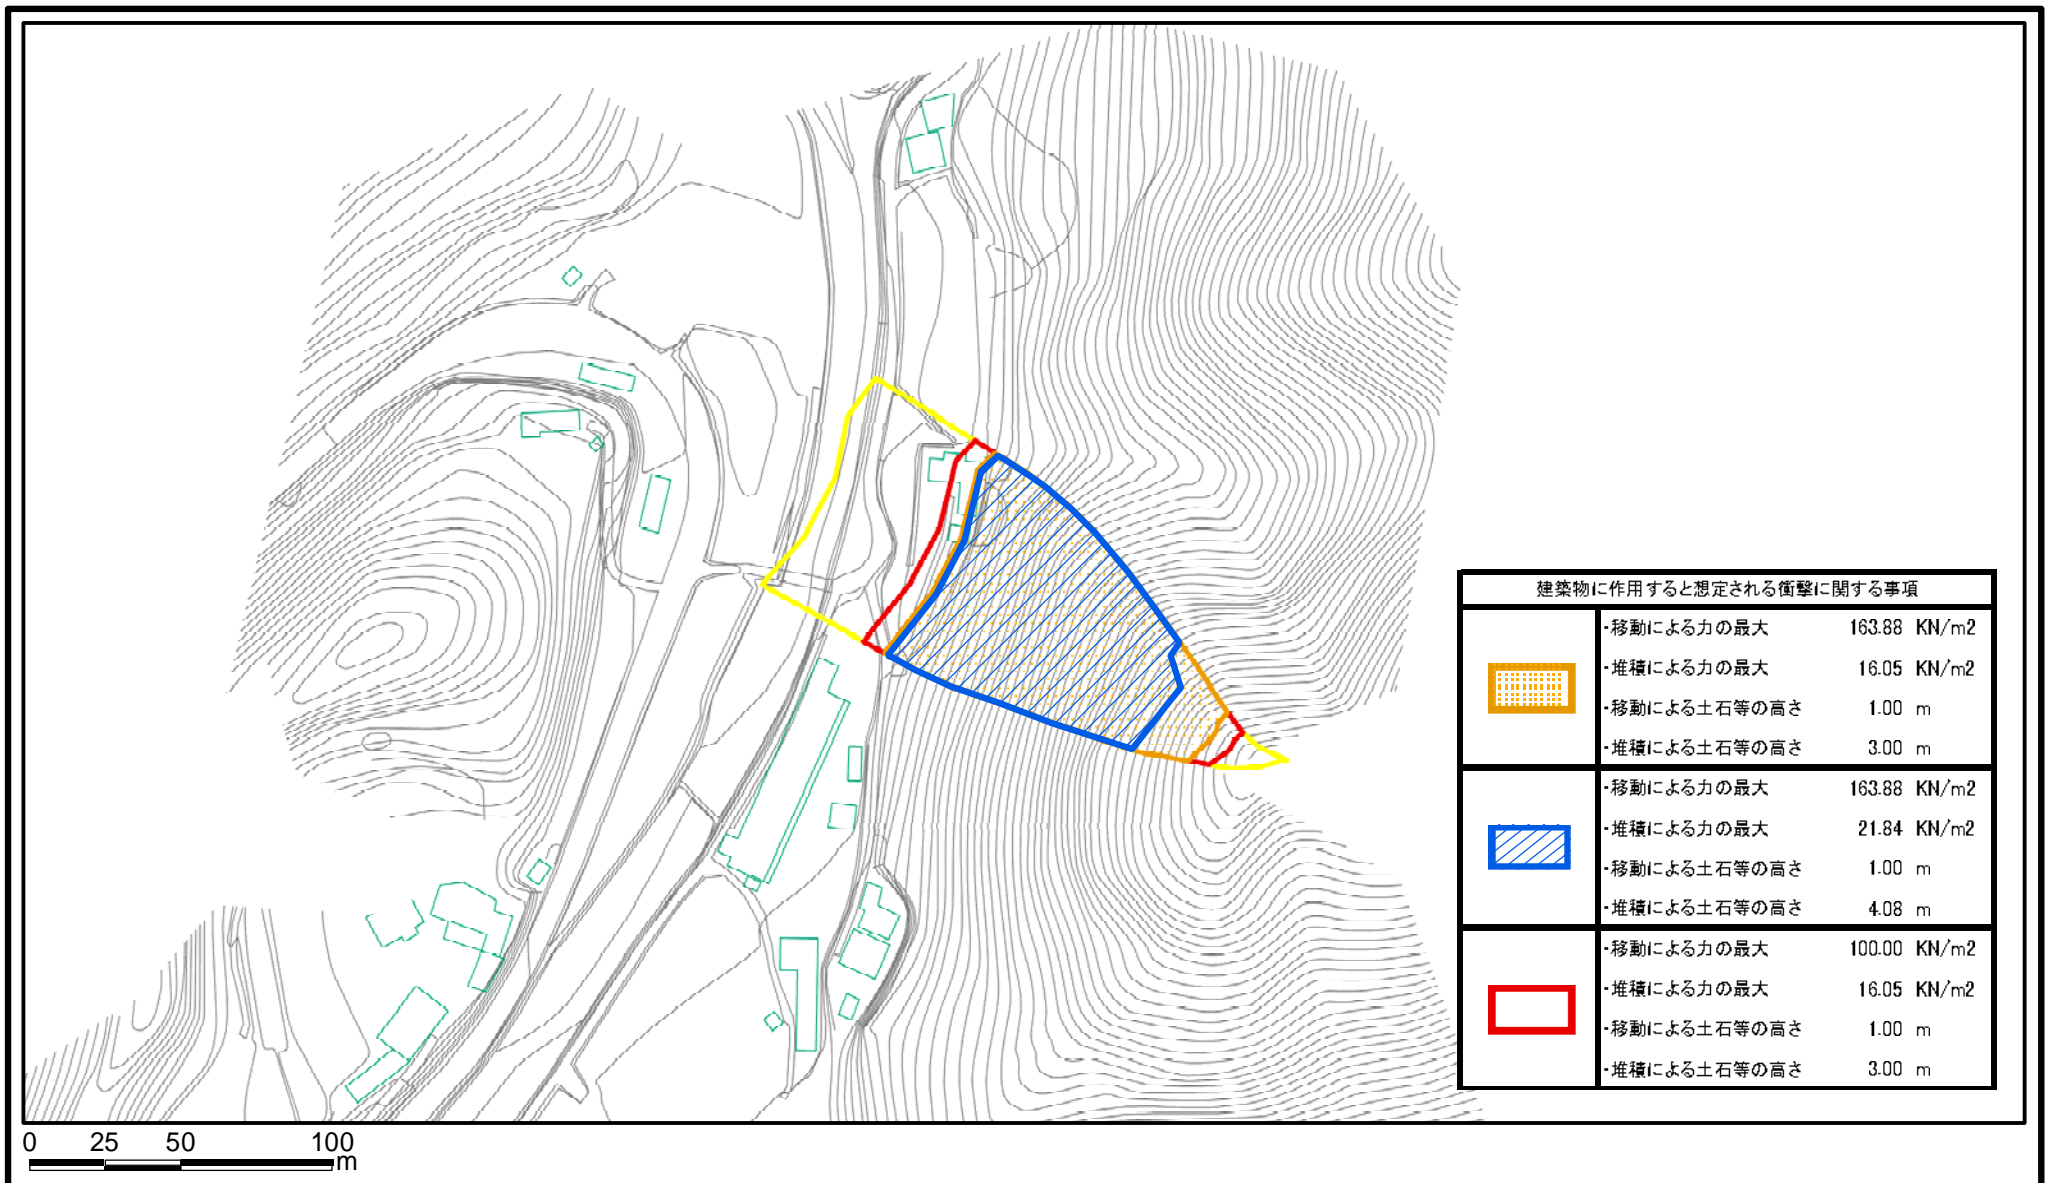 建築物に作用すると想定される衝撃に関する事項
・移動による力の最大 163.88 KN/m2
・堆積による力の最大 16.05 KN/m2
・移動による土石等の高さ 1.00 m
・堆積による土石等の高さ 3.00 m
・移動による力の最大 163.88 KN/m2
・堆積による力の最大 21.84 KN/m2
・移動による土石等の高さ 1.00 m
・堆積による土石等の高さ 4.08 m
・移動による力の最大 100.00 KN/m2
・堆積による力の最大 16.05 KN/m2
・移動による土石等の高さ 1.00 m
・堆積による土石等の高さ 3.00 m
0 25 50 100
m